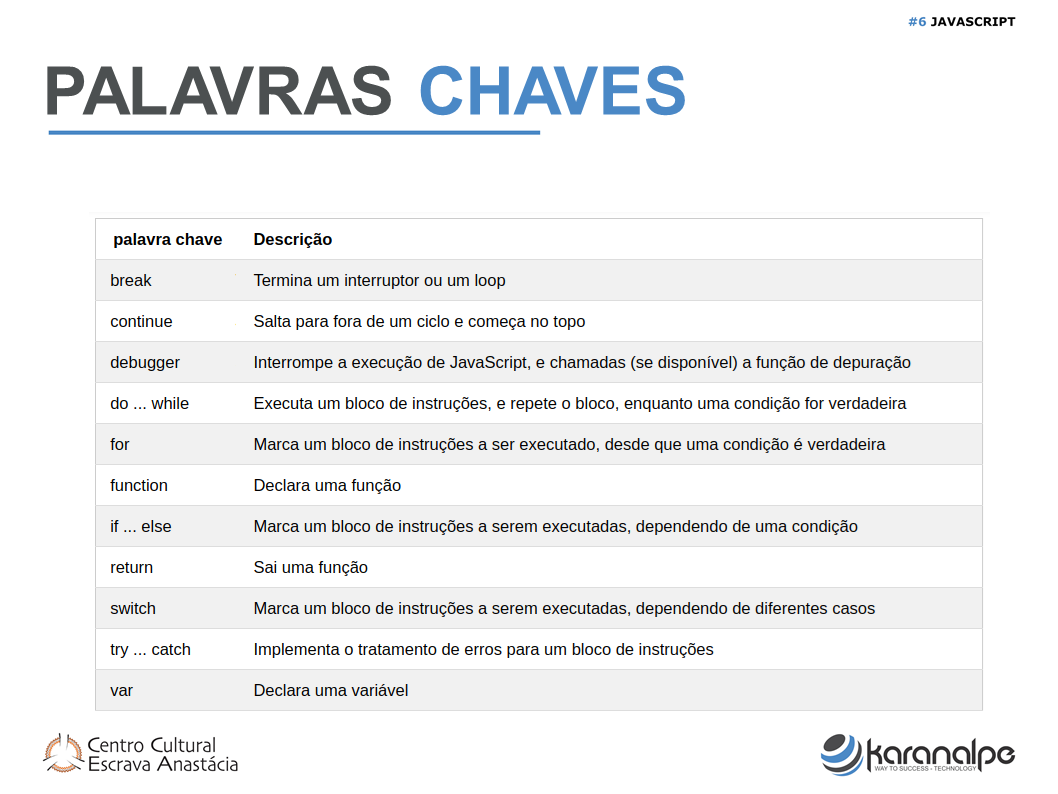 #6 JAVASCRIPT
PALAVRAS CHAVES
palavra chave Descrição
break Termina um interruptor ou um loop
continue Salta para fora de um ciclo e começa no topo
debugger Interrompe a execução de JavaScript, e chamadas (se disponível) a função de depuração
do ... while Executa um bloco de instruções, e repete o bloco, enquanto uma condição for verdadeira
for Marca um bloco de instruções a ser executado, desde que uma condição é verdadeira
function Declara uma função
if ... else Marca um bloco de instruções a serem executadas, dependendo de uma condição
return Sai uma função
switch Marca um bloco de instruções a serem executadas, dependendo de diferentes casos
try ... catch Implementa o tratamento de erros para um bloco de instruções
var Declara uma variável
Centro Cultural
Escrava Anastácia
karanalpe
WAY TO SUCCESS - TECHNOLOGY